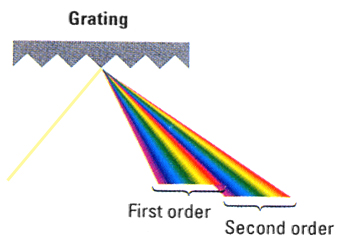 Grating
First order
Second order